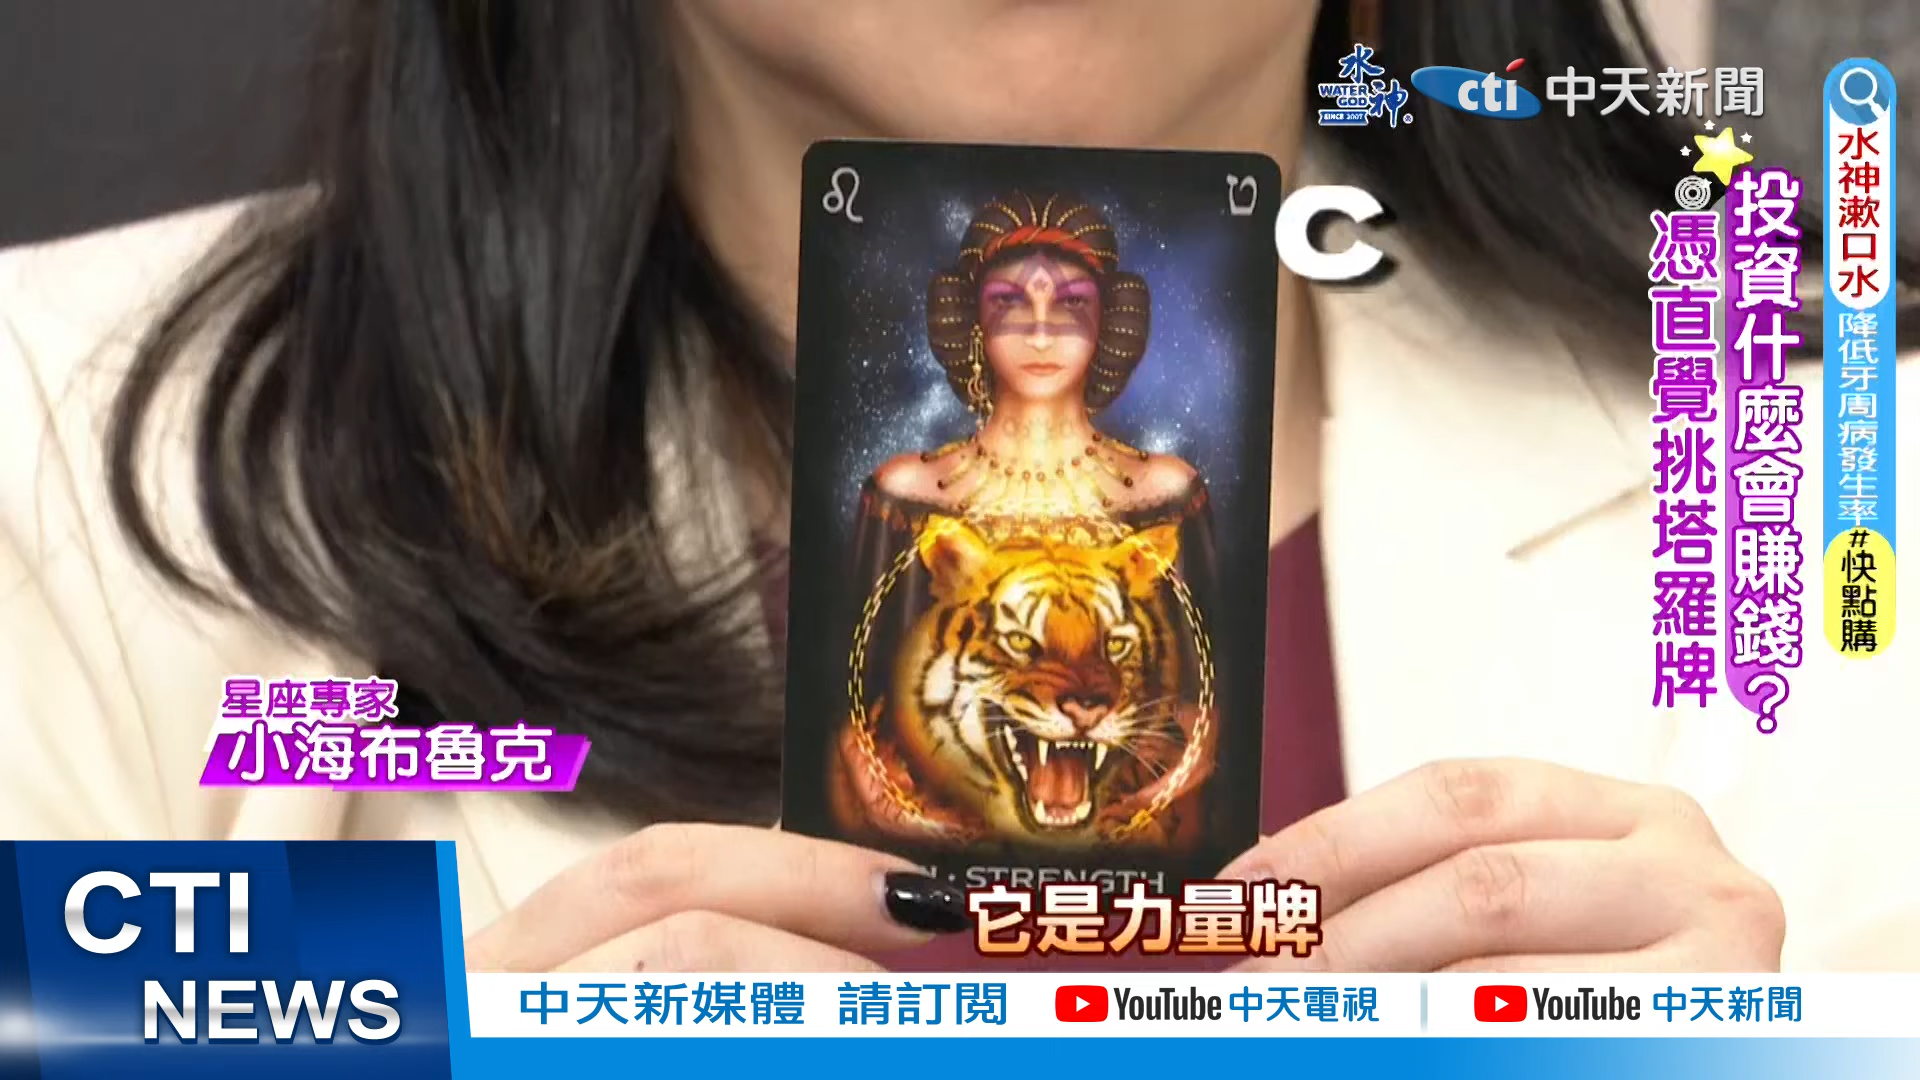 水神
WATER GOD
SINCE 2007
cti 中天新聞
水神漱口水
降低牙周病發生率
#快點購
投資什麼會賺錢?
憑直覺挑塔羅牌
C
♌ ט
STRENGTH
它是力量牌
星座專家
小海布魯克
CTI
NEWS
中天新媒體 請訂閱
YouTube 中天電視
YouTube 中天新聞